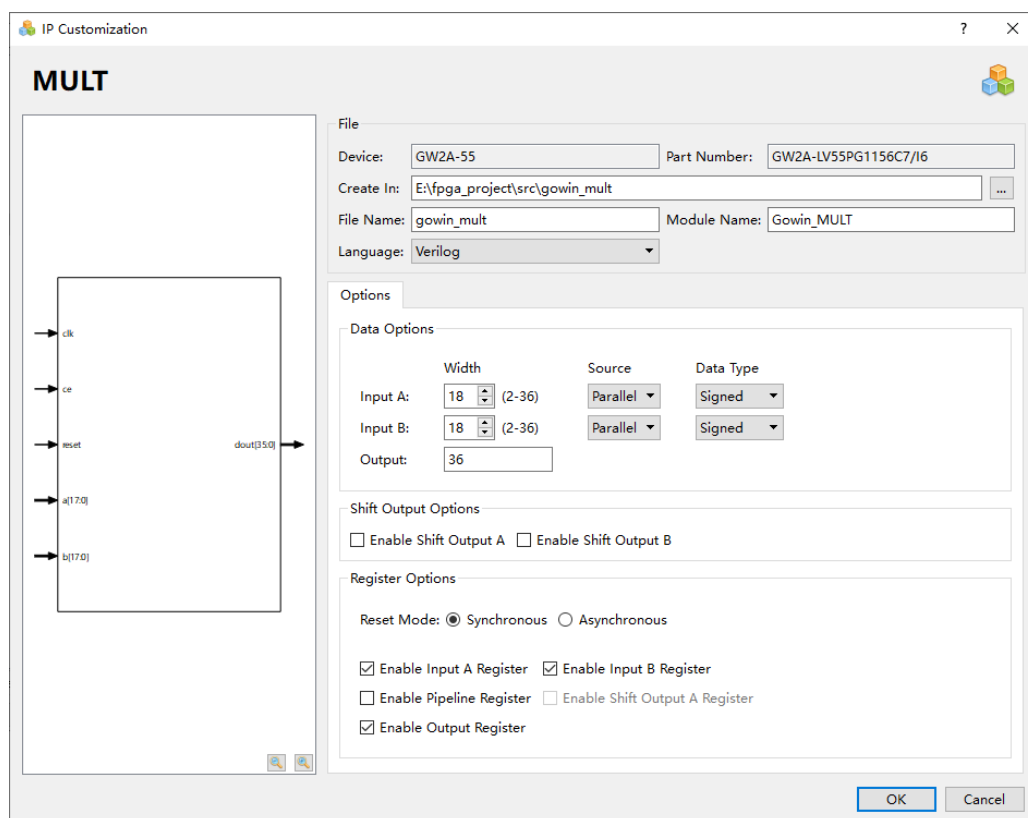 IP Customization
?
MULT
clk
ce
reset
dout[35:0]
a[17:0]
b[17:0]
File
Device: GW2A-55 Part Number: GW2A-LV55PG1156C7/I6
Create In: E:\fpga_project\src\gowin_mult ...
File Name: gowin_mult Module Name: Gowin_MULT
Language: Verilog
Options
Data Options
Width Source Data Type
Input A: 18 (2-36) Parallel Signed
Input B: 18 (2-36) Parallel Signed
Output: 36
Shift Output Options
Enable Shift Output A Enable Shift Output B
Register Options
Reset Mode: Synchronous Asynchronous
Enable Input A Register Enable Input B Register
Enable Pipeline Register Enable Shift Output A Register
Enable Output Register
OK Cancel